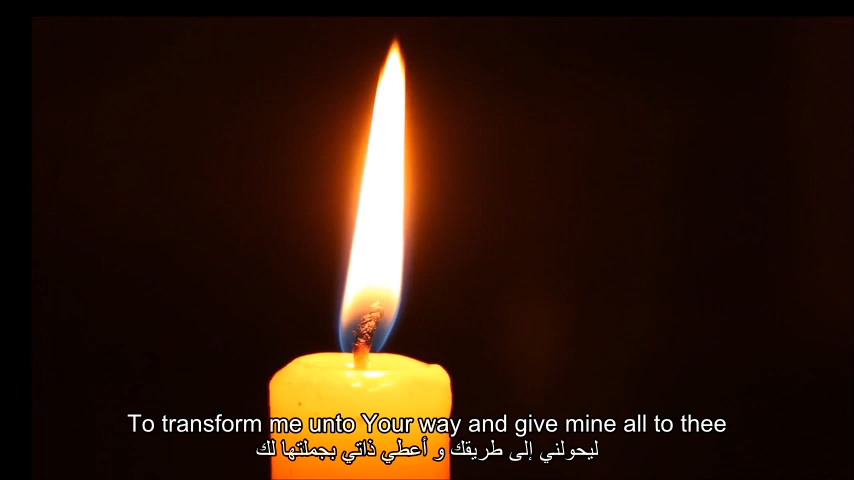 To transform me unto Your way and give mine all to thee
ليحولني إلى طريقك و أعطي ذاتي بجملتها لك